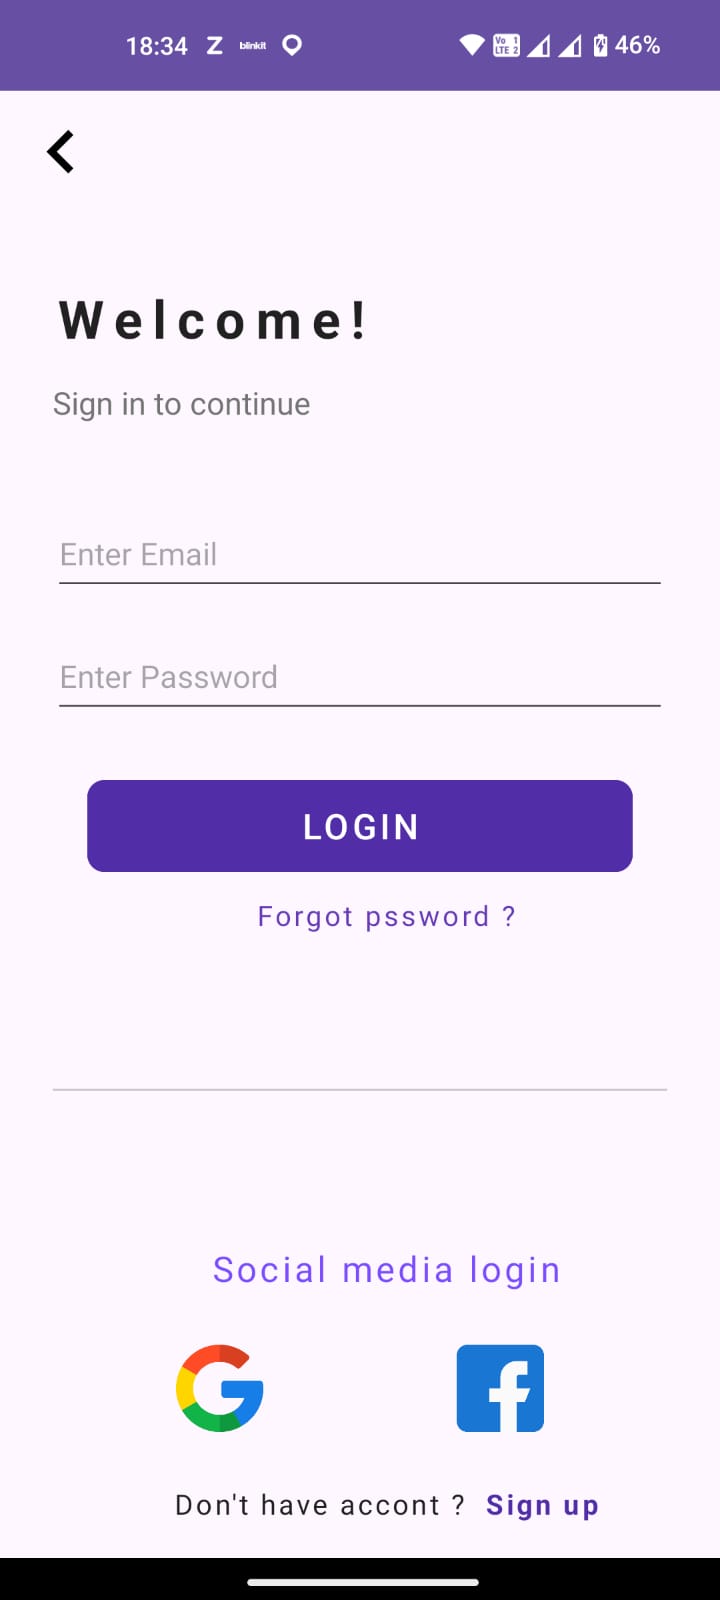 18:34 Z blinkit Vo 1 LTE 2 46%
Welcome!
Sign in to continue
Enter Email
Enter Password
LOGIN
Forgot pssword ?
Social media login
Don't have accont ? Sign up